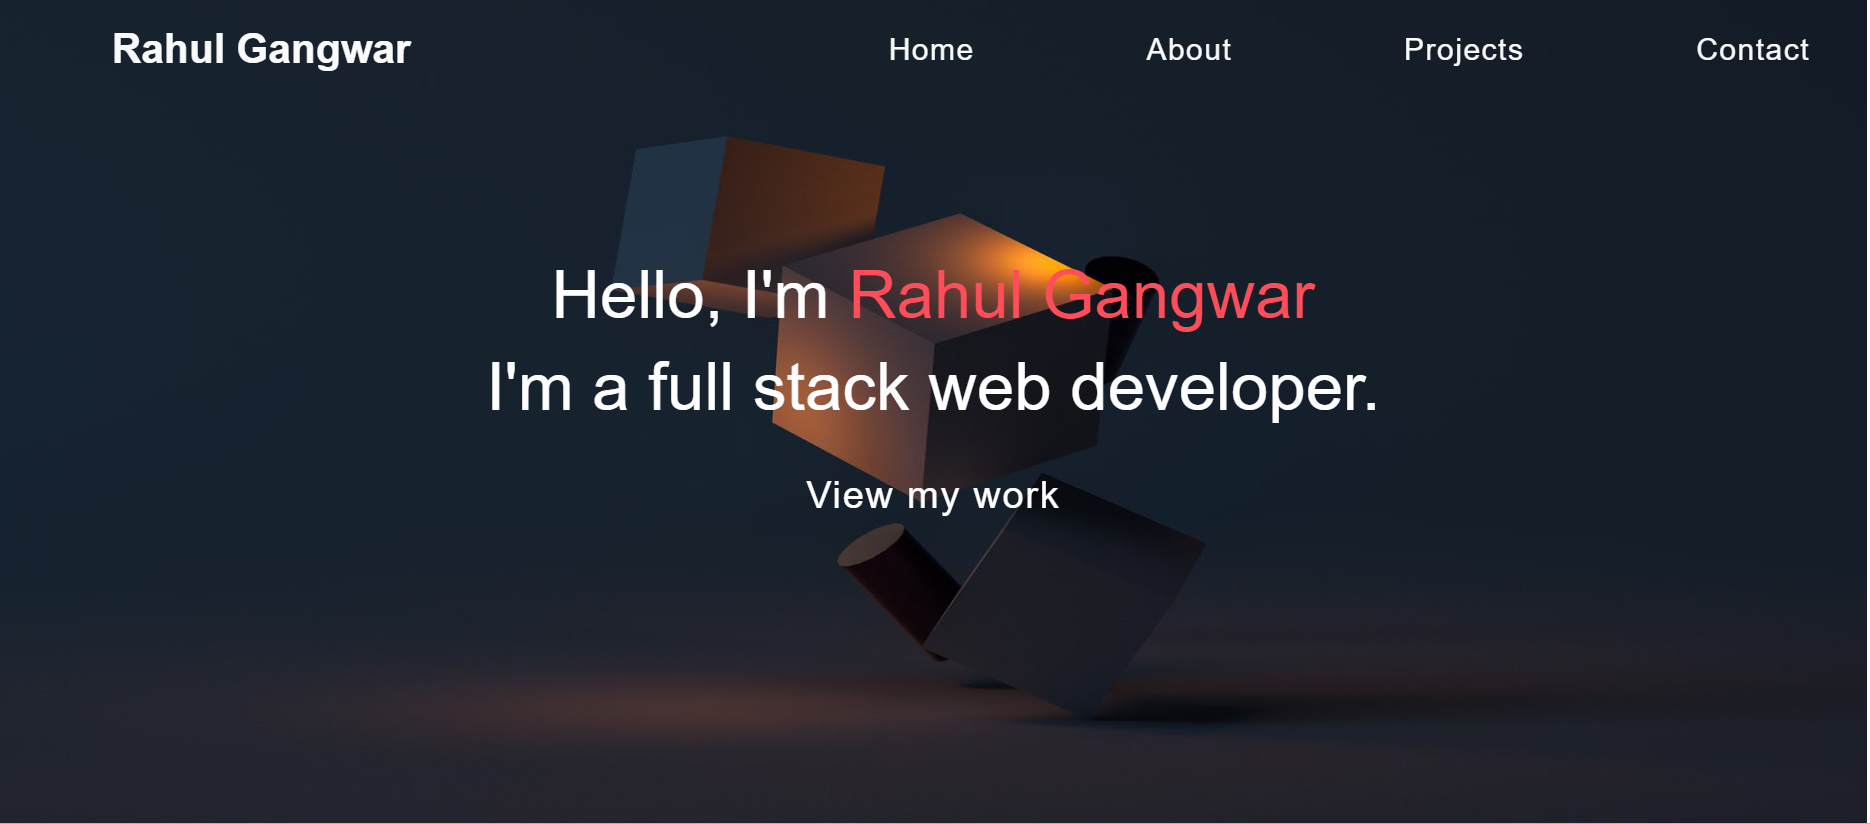 Rahul Gangwar
Home About Projects Contact
Hello, I'm Rahul Gangwar
I'm a full stack web developer.
View my work